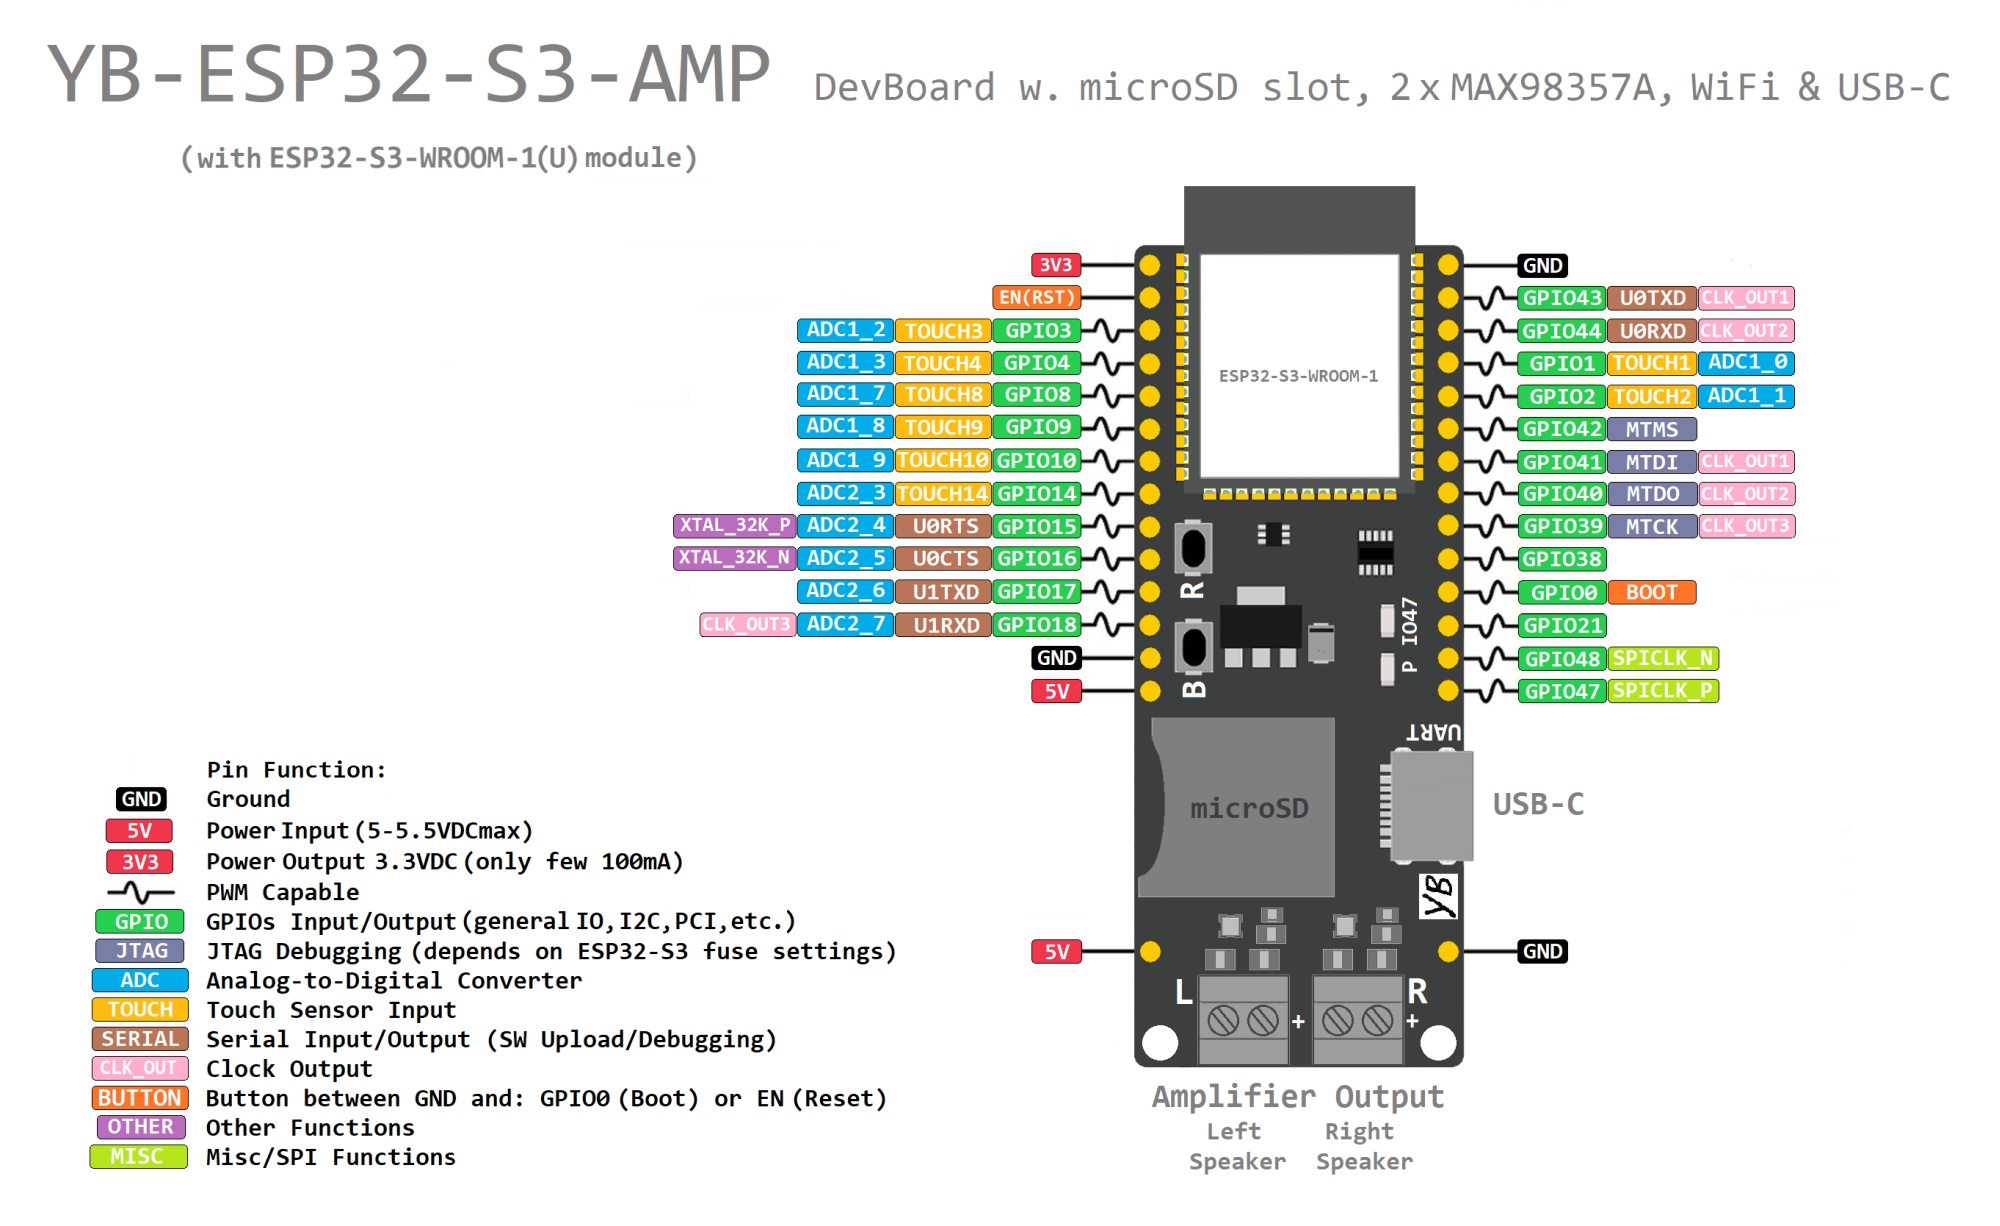 YB-ESP32-S3-AMP DevBoard w. microSD slot, 2 x MAX98357A, WiFi & USB-C
(with ESP32-S3-WROOM-1(U) module)
3V3
EN(RST)
ADC1_2 TOUCH3 GPIO3
ADC1_3 TOUCH4 GPIO4
ADC1_7 TOUCH8 GPIO8
ADC1_8 TOUCH9 GPIO9
ADC1 9 TOUCH10 GPIO10
ADC2_3 TOUCH14 GPIO14
XTAL_32K_P ADC2_4 U0RTS GPIO15
XTAL_32K_N ADC2_5 U0CTS GPIO16
ADC2_6 U1TXD GPIO17
CLK_OUT3 ADC2_7 U1RXD GPIO18
GND
5V
ESP32-S3-WROOM-1
R
B
IO47
P
UART
microSD
YB
USB-C
GND
GPIO43 U0TXD CLK_OUT1
GPIO44 U0RXD CLK_OUT2
GPIO1 TOUCH1 ADC1_0
GPIO2 TOUCH2 ADC1_1
GPIO42 MTMS
GPIO41 MTDI CLK_OUT1
GPIO40 MTDO CLK_OUT2
GPIO39 MTCK CLK_OUT3
GPIO38
GPIO0 BOOT
GPIO21
GPIO48 SPICLK_N
GPIO47 SPICLK_P
5V
GND
L R
+ +
Amplifier Output
Left Right
Speaker Speaker
Pin Function:
GND Ground
5V Power Input (5-5.5VDCmax)
3V3 Power Output 3.3VDC (only few 100mA)
PWM Capable
GPIO GPIOs Input/Output (general IO, I2C, PCI, etc.)
JTAG JTAG Debugging (depends on ESP32-S3 fuse settings)
ADC Analog-to-Digital Converter
TOUCH Touch Sensor Input
SERIAL Serial Input/Output (SW Upload/Debugging)
CLK_OUT Clock Output
BUTTON Button between GND and: GPIO0 (Boot) or EN (Reset)
OTHER Other Functions
MISC Misc/SPI Functions